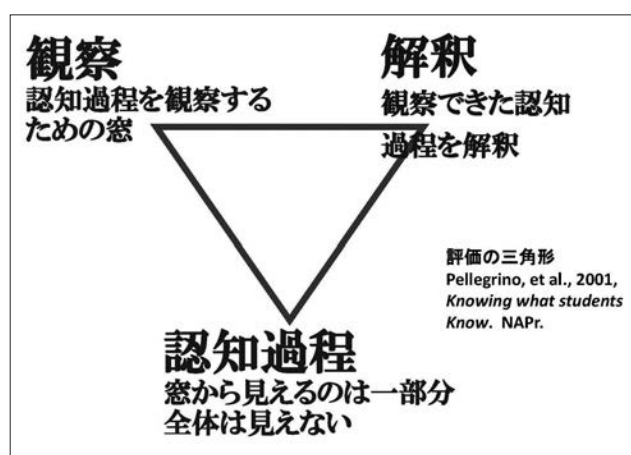 観察
認知過程を観察する
ための窓
解釈
観察できた認知
過程を解釈
評価の三角形
Pellegrino, et al., 2001,
Knowing what students
Know. NAPr.
認知過程
窓から見えるのは一部分
全体は見えない